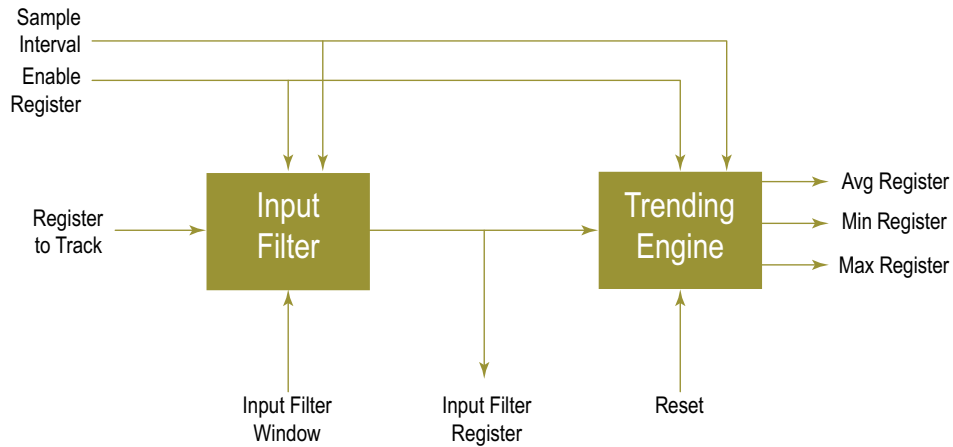 Sample
Interval
Enable
Register
Input
Filter
Trending
Engine
Avg Register
Min Register
Max Register
Register
to Track
Input Filter
Window
Input Filter
Register
Reset